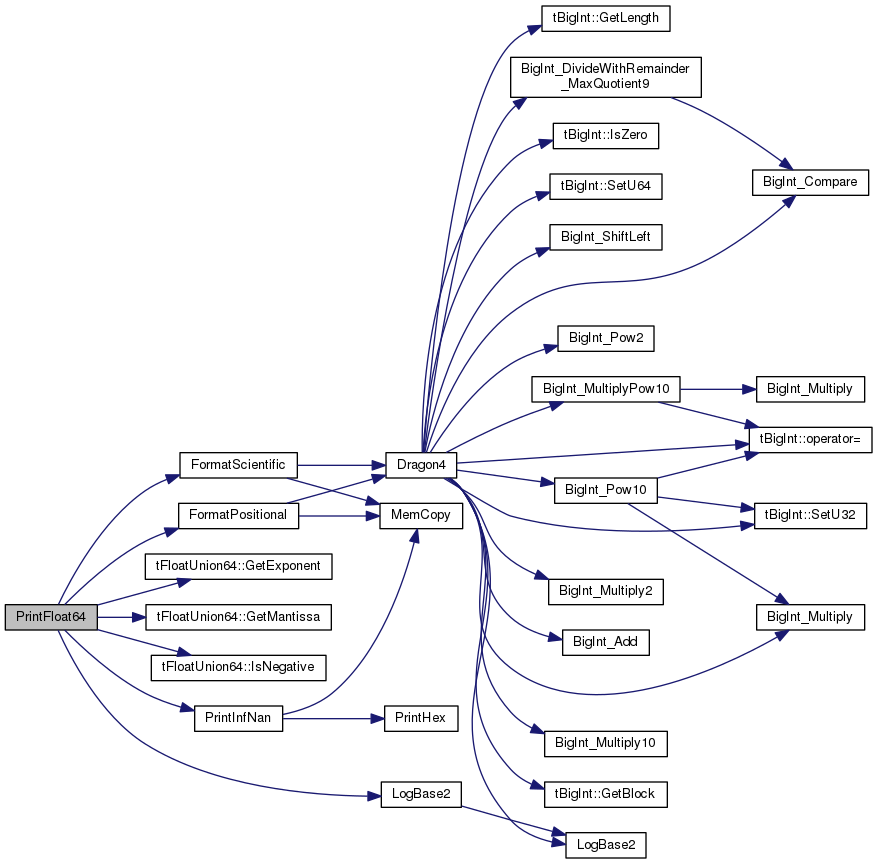 tBigInt::GetLength
BigInt_DivideWithRemainder
_MaxQuotient9
tBigInt::IsZero
BigInt_Compare
tBigInt::SetU64
BigInt_ShiftLeft
BigInt_Pow2
BigInt_MultiplyPow10
BigInt_Multiply
tBigInt::operator=
FormatScientific
Dragon4
BigInt_Pow10
FormatPositional
MemCopy
tBigInt::SetU32
tFloatUnion64::GetExponent
BigInt_Multiply2
PrintFloat64
tFloatUnion64::GetMantissa
BigInt_Multiply
BigInt_Add
tFloatUnion64::IsNegative
PrintInfNan
PrintHex
BigInt_Multiply10
LogBase2
tBigInt::GetBlock
LogBase2